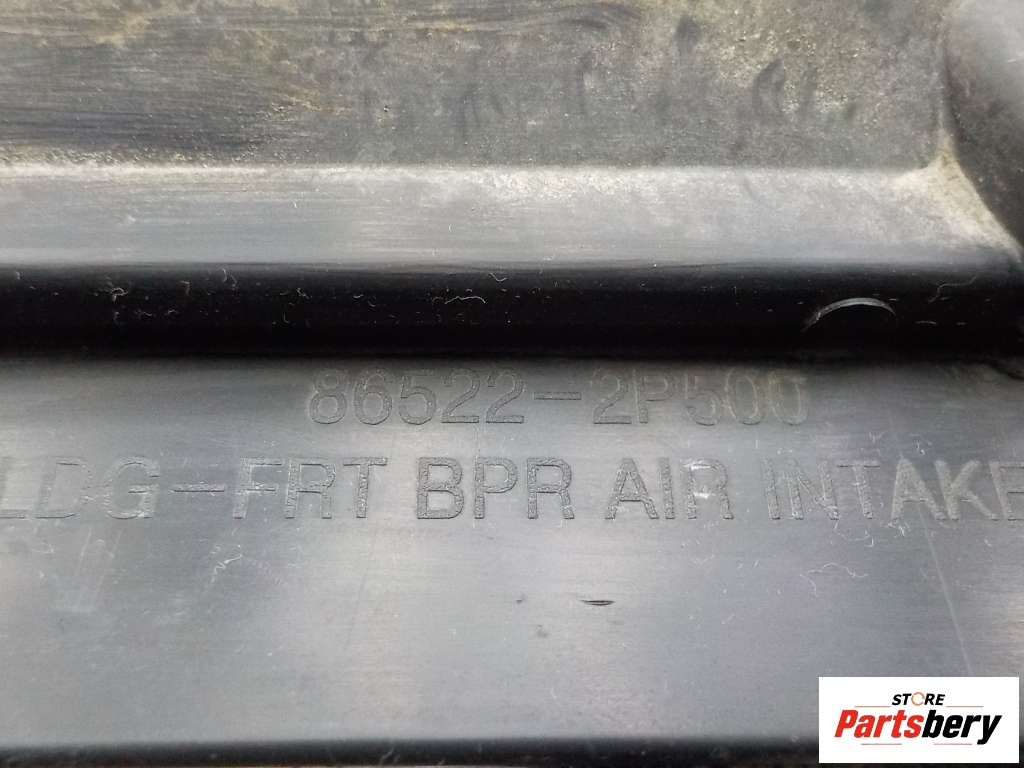 86522-2P500
LDG-FRT BPR AIR INTAKE
STORE
Partsbery